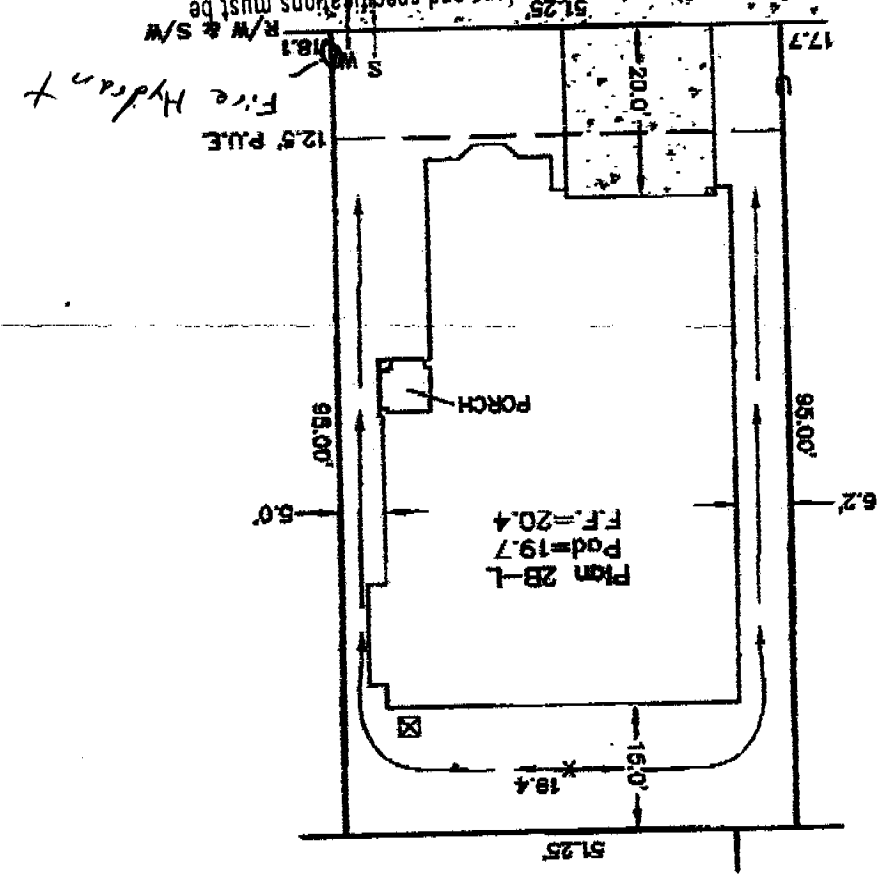 51.25'
15.0'
18.4
Plan 2B-L
Pad=19.7
F.F.=20.4
5.0'
6.2'
95.00'
95.00'
PORCH
12.5' P.U.E.
Fire Hydrant
20.0'
S
W
18.1
17.7
R/W & S/W
51.25'
and specifications must be